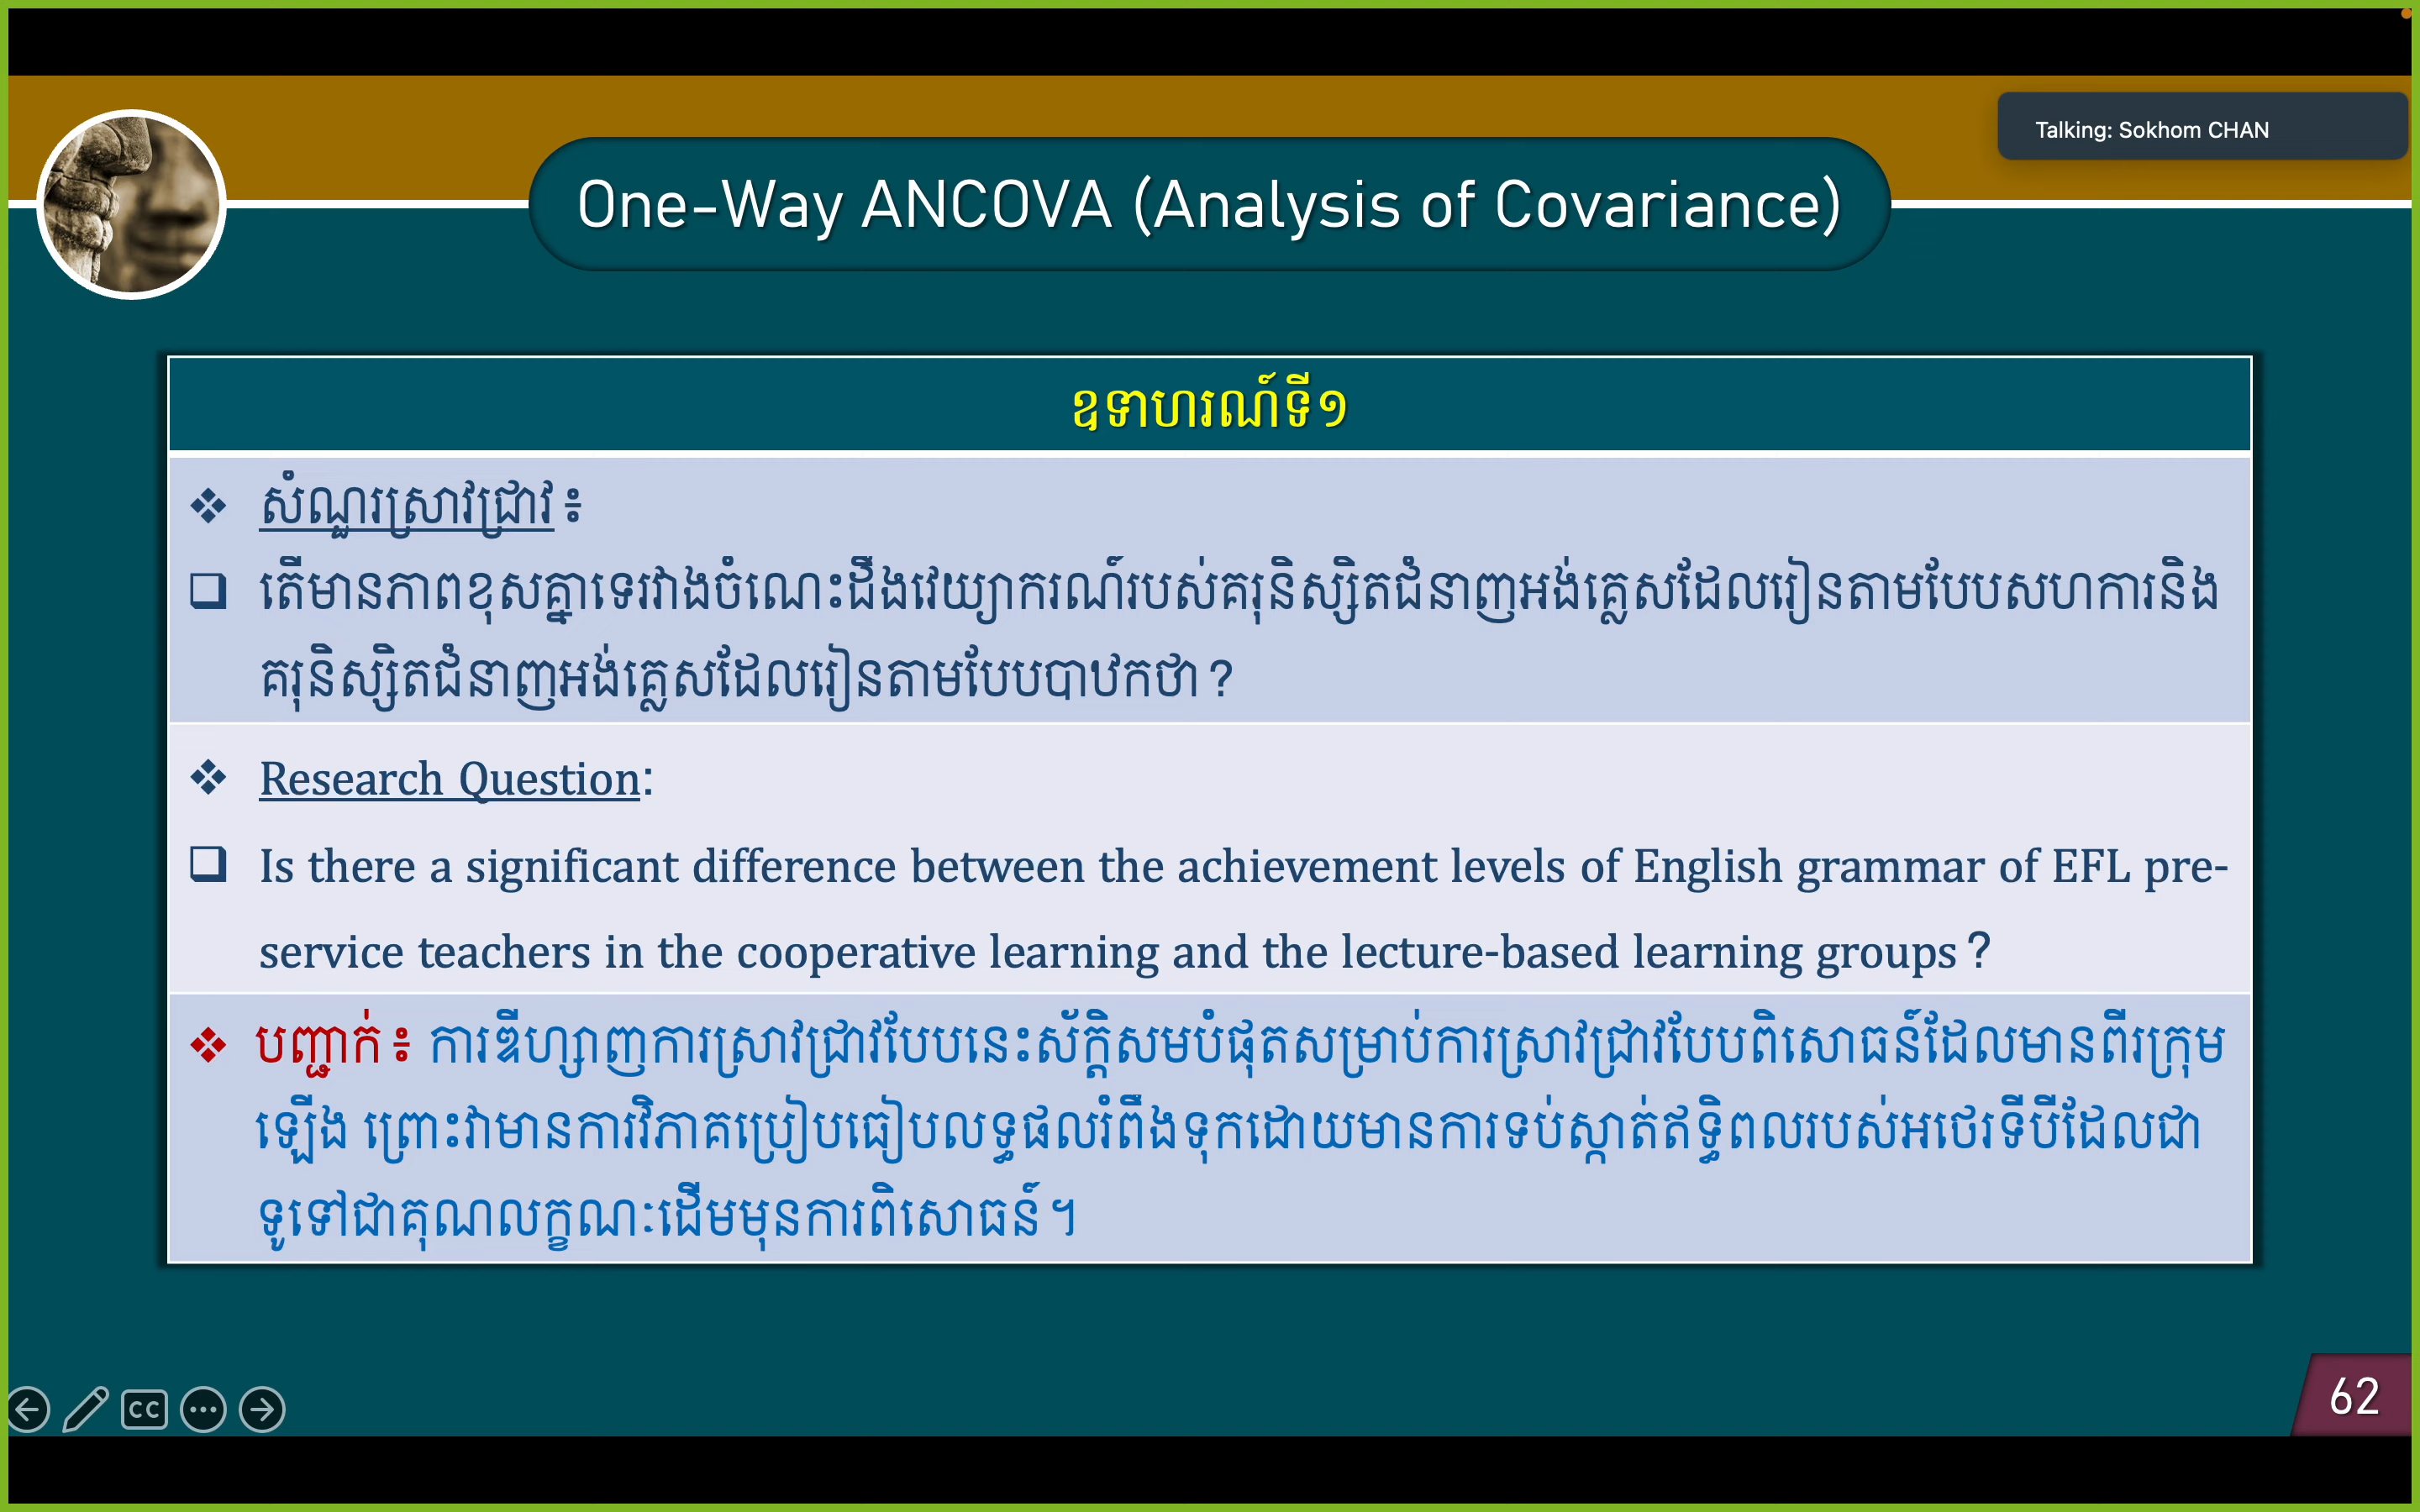 Talking: Sokhom CHAN
One-Way ANCOVA (Analysis of Covariance)
ឧទាហរណ៍ទី១
❖ សំណួរស្រាវជ្រាវ៖
❑ តើមានភាពខុសគ្នាទេរវាងចំណេះដឹងវេយ្យាករណ៍របស់គរុនិស្សិតជំនាញអង់គ្លេសដែលរៀនតាមបែបសហការនិង
គរុនិស្សិតជំនាញអង់គ្លេសដែលរៀនតាមបែបបាឋកថា?
❖ Research Question:
❑ Is there a significant difference between the achievement levels of English grammar of EFL pre-
service teachers in the cooperative learning and the lecture-based learning groups?
❖ បញ្ជាក់៖ ការឌីហ្សាញការស្រាវជ្រាវបែបនេះស័ក្តិសមបំផុតសម្រាប់ការស្រាវជ្រាវបែបពិសោធន៍ដែលមានពីរក្រុម
ឡើង ព្រោះវាមានការវិភាគប្រៀបធៀបលទ្ធផលរំពឹងទុកដោយមានការទប់ស្កាត់ឥទ្ធិពលរបស់អថេរទីបីដែលជា
ទូទៅជាគុណលក្ខណៈដើមមុនការពិសោធន៍។
CC
62